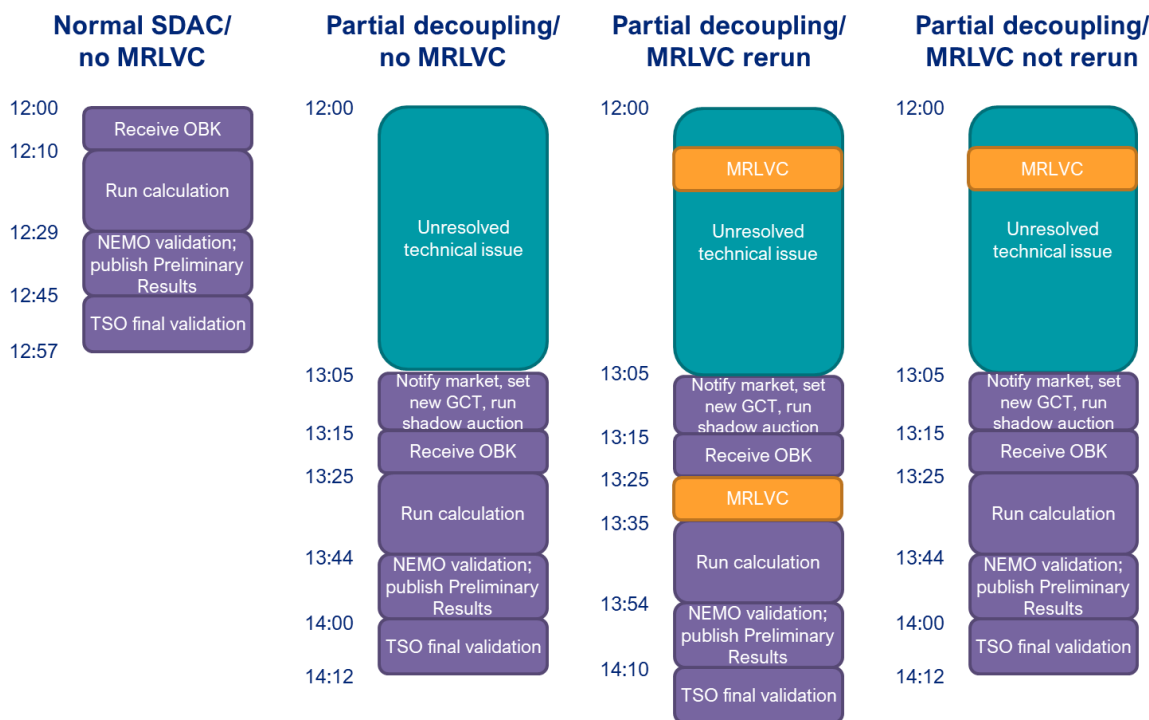 Normal SDAC/
no MRLVC
12:00
Receive OBK
12:10
Run calculation
12:29
NEMO validation;
publish Preliminary
Results
12:45
TSO final validation
12:57
Partial decoupling/
no MRLVC
12:00
Unresolved
technical issue
13:05
Notify market, set
new GCT, run
shadow auction
13:15
Receive OBK
13:25
Run calculation
13:44
NEMO validation;
publish Preliminary
Results
14:00
TSO final validation
14:12
Partial decoupling/
MRLVC rerun
12:00
MRLVC
Unresolved
technical issue
13:05
Notify market, set
new GCT, run
shadow auction
13:15
Receive OBK
13:25
MRLVC
13:35
Run calculation
13:54
NEMO validation;
publish Preliminary
Results
14:10
TSO final validation
Partial decoupling/
MRLVC not rerun
12:00
MRLVC
Unresolved
technical issue
13:05
Notify market, set
new GCT, run
shadow auction
13:15
Receive OBK
13:25
Run calculation
13:44
NEMO validation;
publish Preliminary
Results
14:00
TSO final validation
14:12